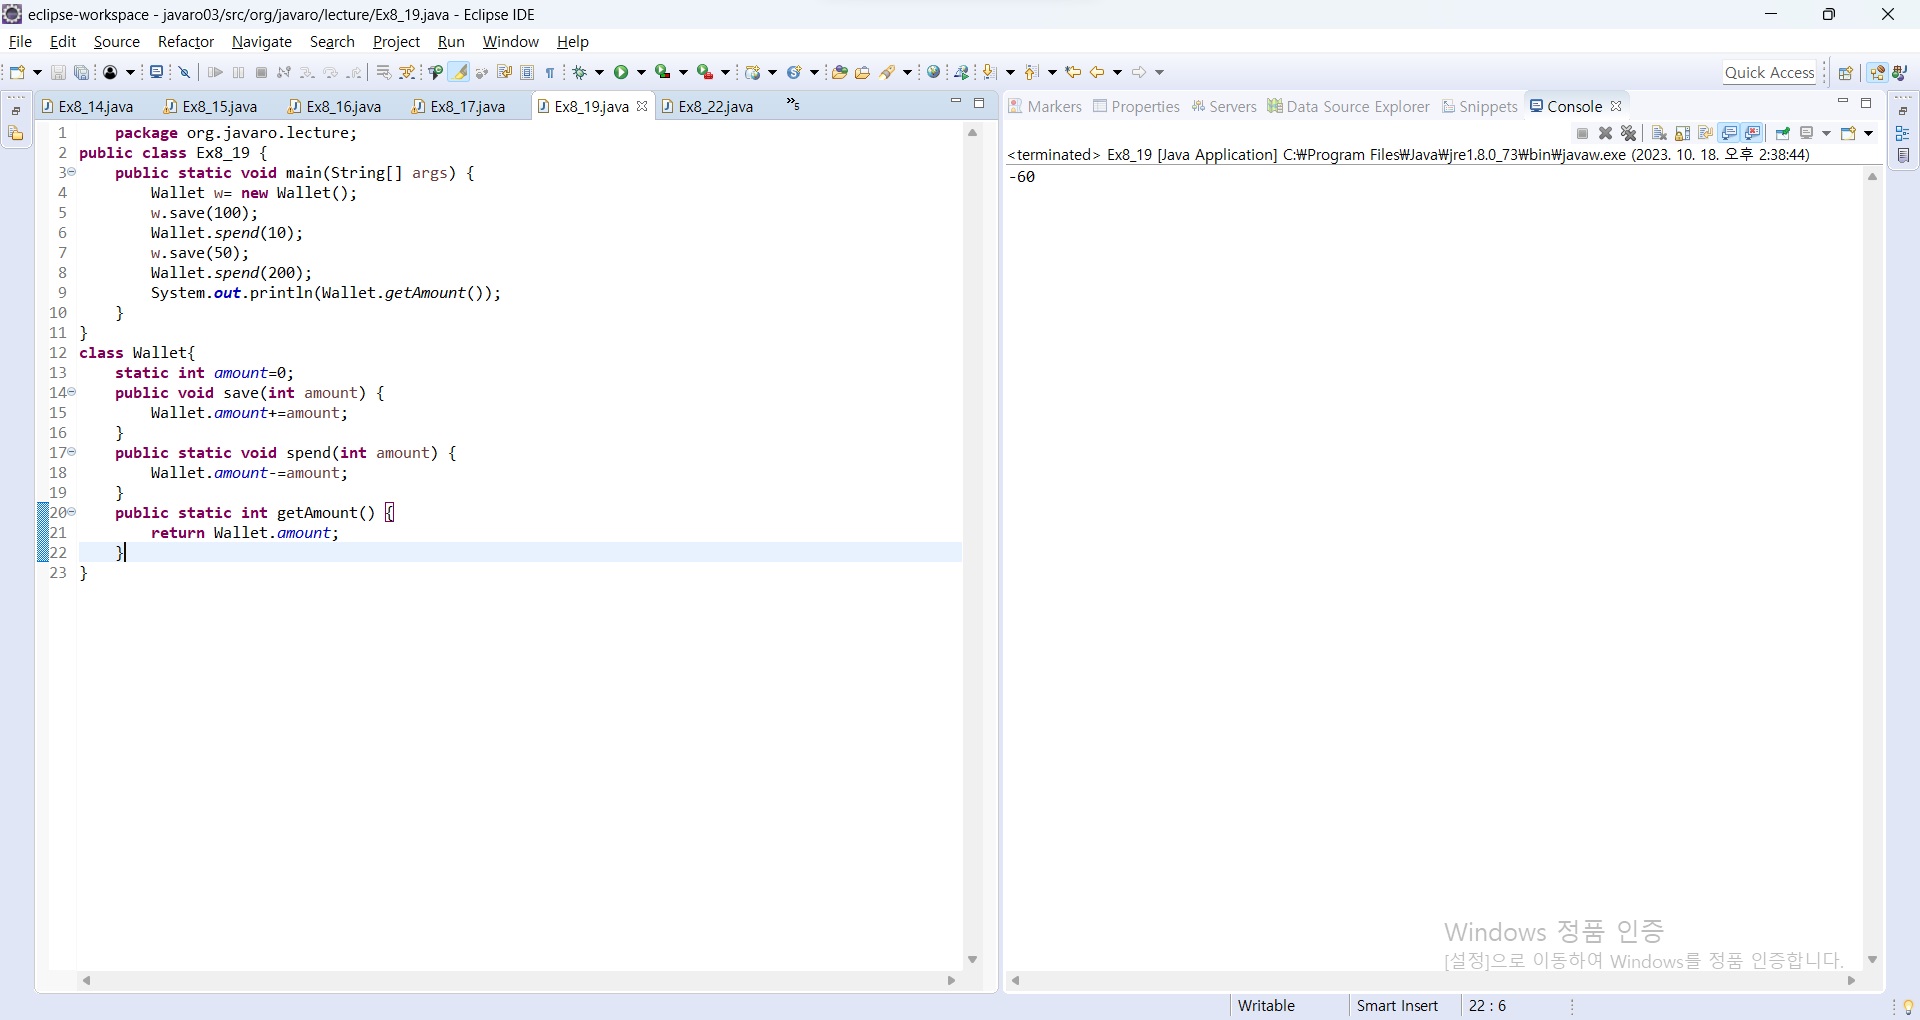 eclipse-workspace - javaro03/src/org/javaro/lecture/Ex8_19.java - Eclipse IDE
File Edit Source Refactor Navigate Search Project Run Window Help
Quick Access
Ex8_14.java Ex8_15.java Ex8_16.java Ex8_17.java Ex8_19.java Ex8_22.java »5
1 package org.javaro.lecture;
2 public class Ex8_19 {
3 public static void main(String[] args) {
4 Wallet w= new Wallet();
5 w.save(100);
6 Wallet.spend(10);
7 w.save(50);
8 Wallet.spend(200);
9 System.out.println(Wallet.getAmount());
10 }
11 }
12 class Wallet{
13 static int amount=0;
14 public void save(int amount) {
15 Wallet.amount+=amount;
16 }
17 public static void spend(int amount) {
18 Wallet.amount-=amount;
19 }
20 public static int getAmount() {
21 return Wallet.amount;
22 }
23 }
Markers Properties Servers Data Source Explorer Snippets Console
<terminated> Ex8_19 [Java Application] C:₩Program Files₩Java₩jre1.8.0_73₩bin₩javaw.exe (2023. 10. 18. 오후 2:38:44)
-60
Windows 정품 인증
[설정]으로 이동하여 Windows를 정품 인증합니다.
Writable Smart Insert 22 : 6